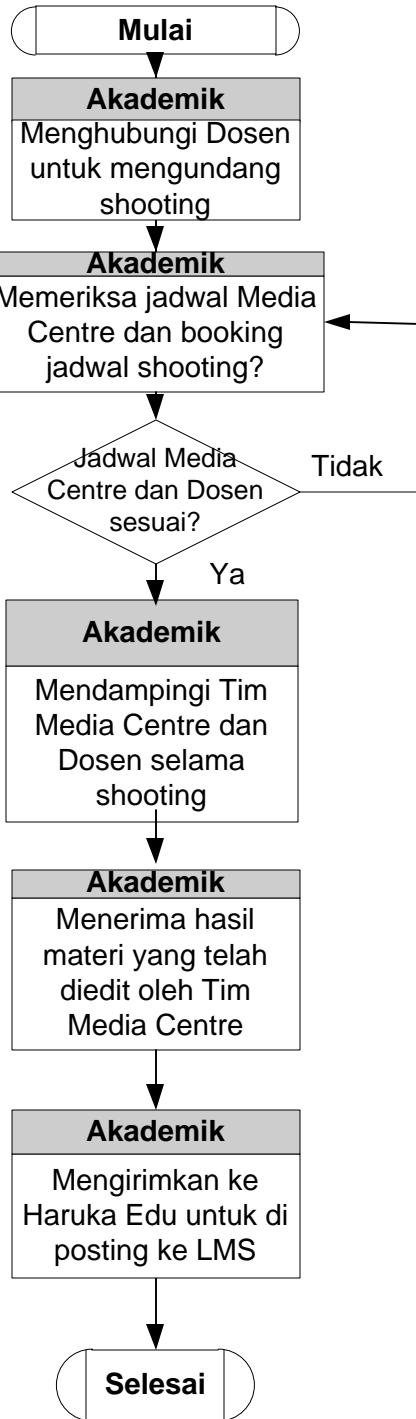 Mulai
Akademik
Menghubungi Dosen
untuk mengundang
shooting
Akademik
Memeriksa jadwal Media
Centre dan booking
jadwal shooting?
Jadwal Media
Centre dan Dosen
sesuai?
Tidak
Ya
Akademik
Mendampingi Tim
Media Centre dan
Dosen selama
shooting
Akademik
Menerima hasil
materi yang telah
diedit oleh Tim
Media Centre
Akademik
Mengirimkan ke
Haruka Edu untuk di
posting ke LMS
Selesai